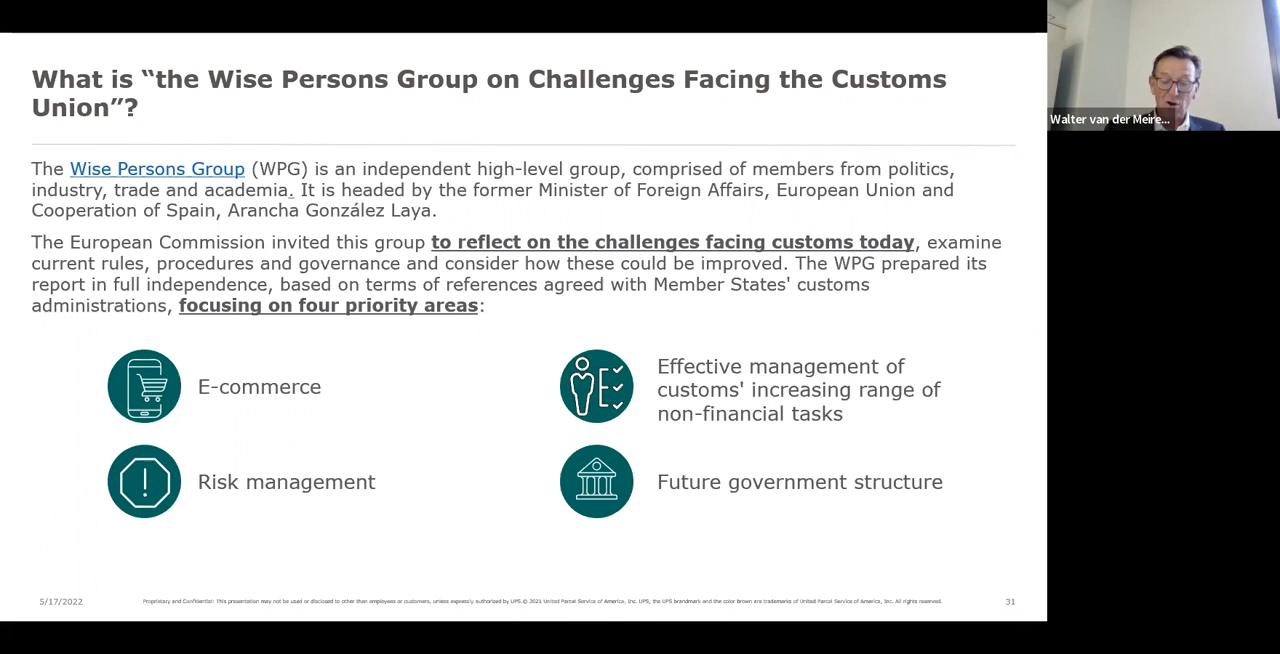 What is “the Wise Persons Group on Challenges Facing the Customs
Union”?
The Wise Persons Group (WPG) is an independent high-level group, comprised of members from politics,
industry, trade and academia. It is headed by the former Minister of Foreign Affairs, European Union and
Cooperation of Spain, Arancha González Laya.
The European Commission invited this group to reflect on the challenges facing customs today, examine
current rules, procedures and governance and consider how these could be improved. The WPG prepared its
report in full independence, based on terms of references agreed with Member States' customs
administrations, focusing on four priority areas:
E-commerce
Effective management of
customs' increasing range of
non-financial tasks
Risk management
Future government structure
5/17/2022
Proprietary and Confidential: This presentation may not be used or disclosed to other than employees or customers, unless expressly authorized by UPS.© 2021 United Parcel Service of America, Inc. UPS, the UPS brandmark and the color brown are trademarks of United Parcel Service of America, Inc. All rights reserved.
31
Walter van der Meire...